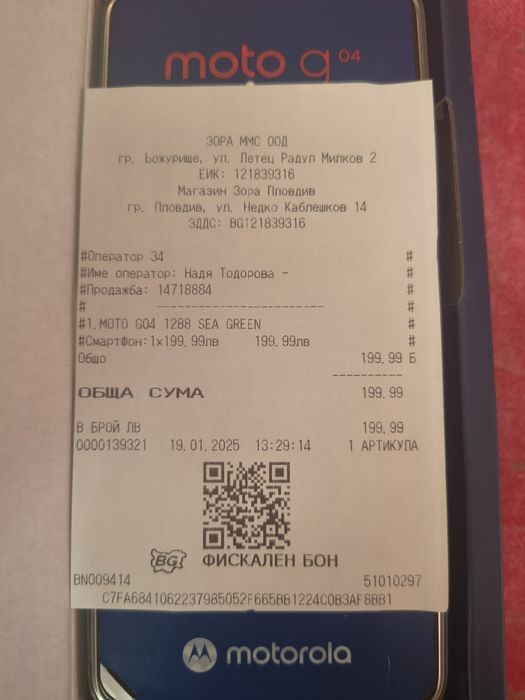 moto g 04
ЗОРА ММС ООД
гр. Божурище, ул. Летец Радул Милков 2
ЕИК: 121839316
Магазин Зора Пловдив
гр. Пловдив, ул. Недко Каблешков 14
ЗДДС: BG121839316
#Оператор 34 #
#Име оператор: Надя Тодорова - #
#Продажба: 14718884 #
# ----------------------- #
#1.MOTO G04 1288 SEA GREEN #
#Смартфон:1x199.99лв 199.99лв #
Общо 199.99 Б
----------
ОБЩА СУМА 199.99
В БРОЙ ЛВ 199.99
0000139321 19.01.2025 13:29:14 1 АРТИКУЛА
BG ФИСКАЛЕН БОН
BN009414 51010297
C7FA6841062237985052F665BB1224C0B3AF8BB1
motorola